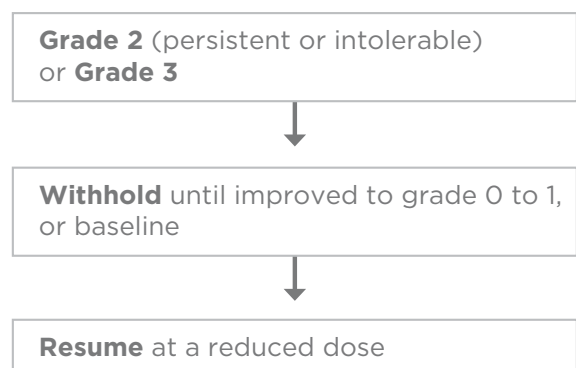 Grade 2 (persistent or intolerable)
or Grade 3
Withhold until improved to grade 0 to 1,
or baseline
Resume at a reduced dose